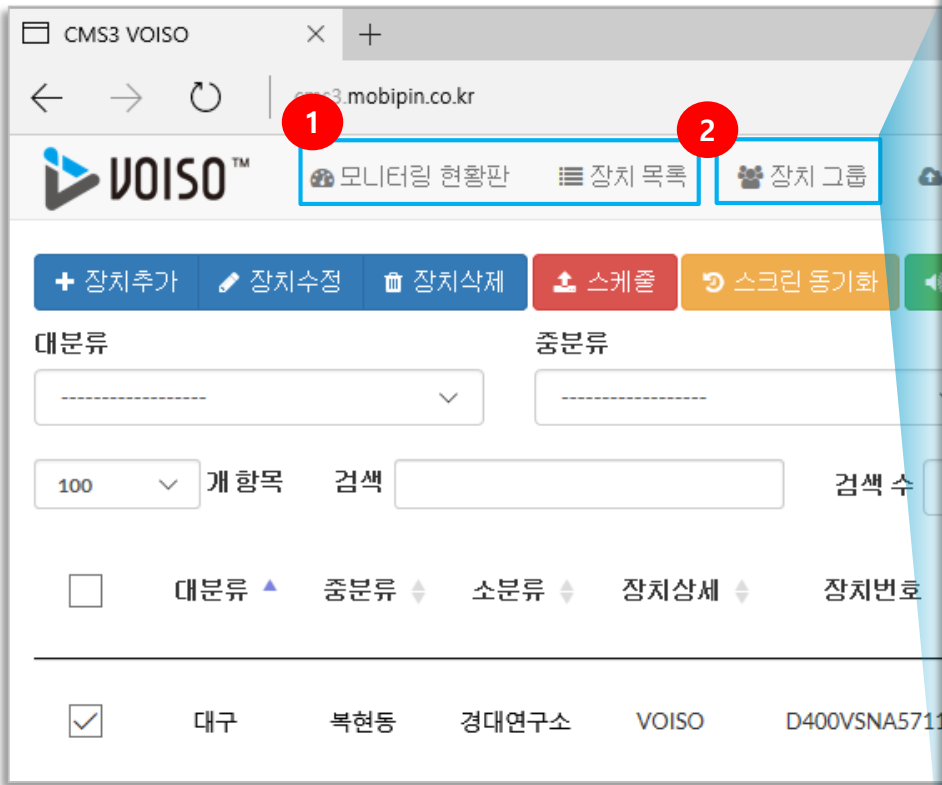 CMS3 VOISO
cms3.mobipin.co.kr
1
2
VOISO™
모니터링 현황판 장치 목록 장치 그룹
장치추가 장치수정 장치삭제 스케줄 스크린 동기화
대분류 중분류
------------------ ------------------
100 개 항목 검색 검색 수
대분류 중분류 소분류 장치상세 장치번호
대구 복현동 경대연구소 VOISO D400VSNA5711